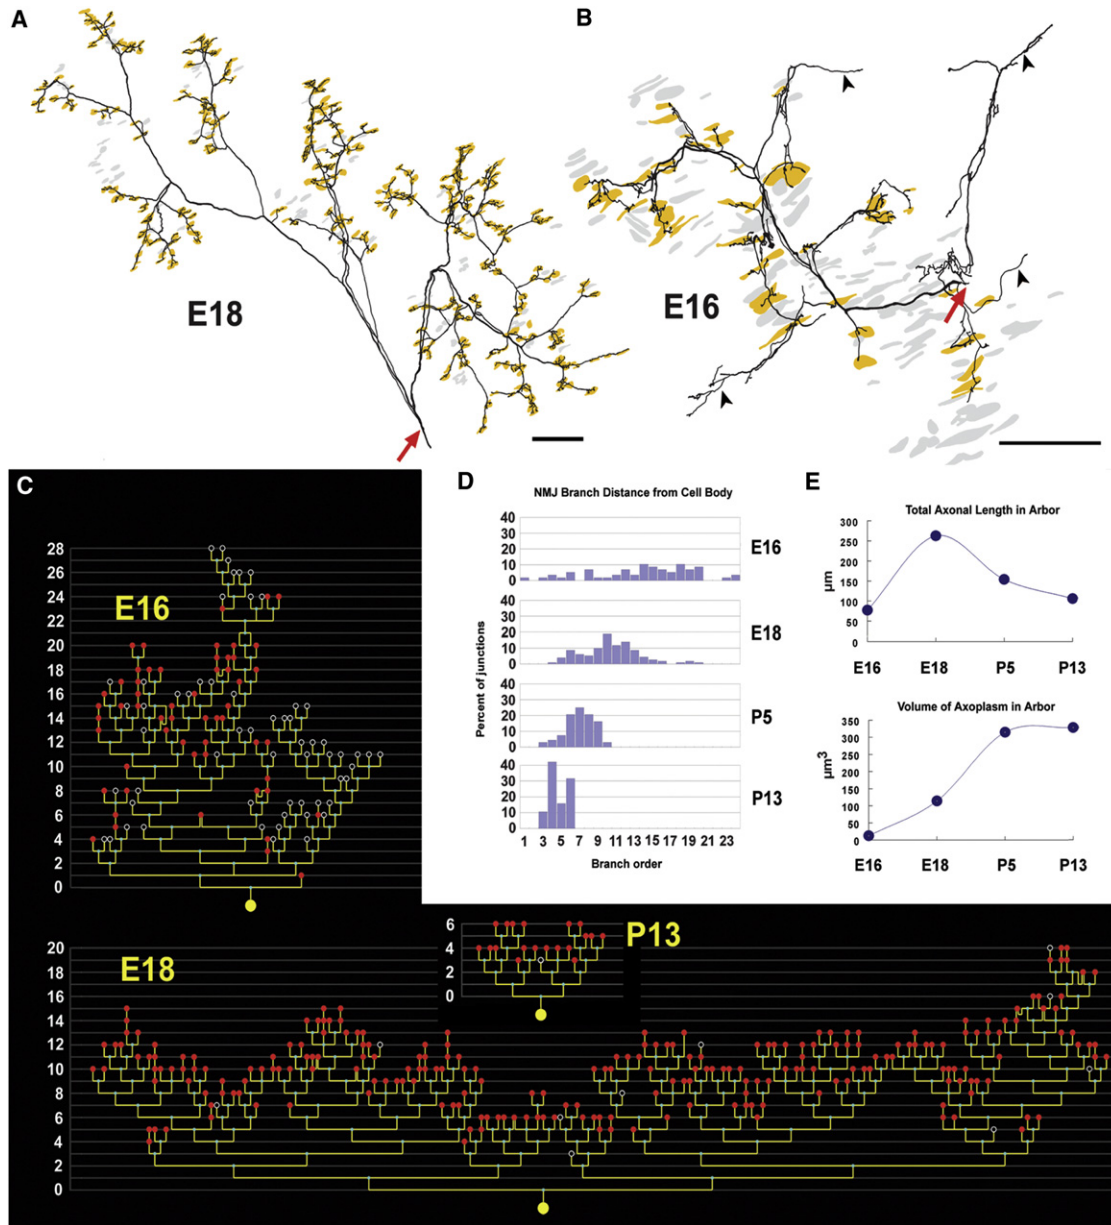 A
B
E18
E16
C
28
26
24
22
20
18
16
14
12
10
8
6
4
2
0
E16
D
NMJ Branch Distance from Cell Body
Percent of junctions
40
30
20
10
0
E16
40
30
20
10
0
E18
40
30
20
10
0
P5
40
30
20
10
0
P13
1 3 5 7 9 11 13 15 17 19 21 23
Branch order
E
Total Axonal Length in Arbor
µm
300
250
200
150
100
50
0
E16 E18 P5 P13
Volume of Axoplasm in Arbor
µm3
350
300
250
200
150
100
50
0
E16 E18 P5 P13
E18
20
18
16
14
12
10
8
6
4
2
0
6
4
2
0
P13